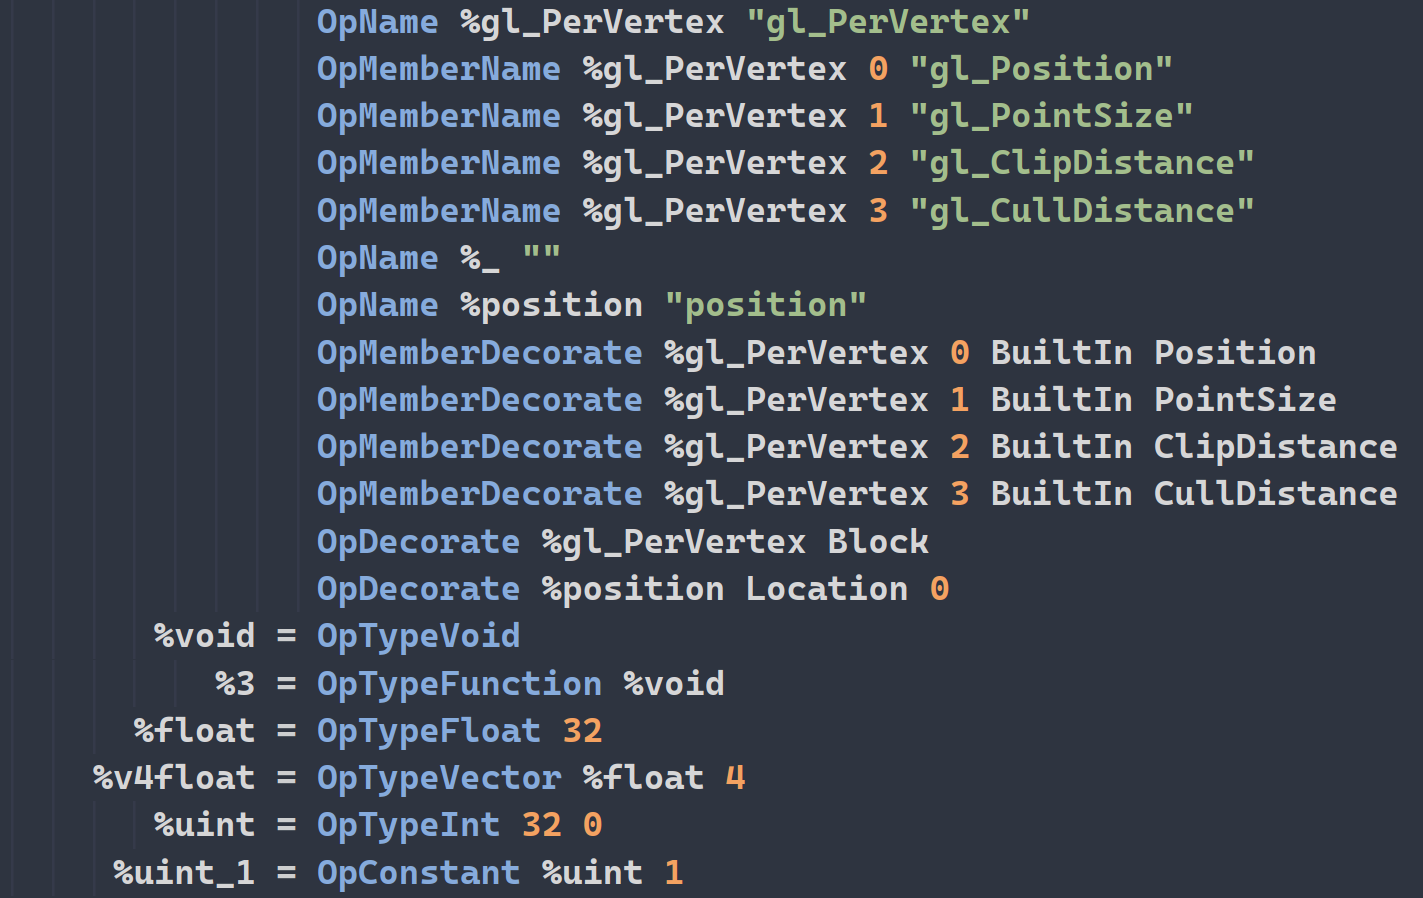 OpName %gl_PerVertex "gl_PerVertex"
OpMemberName %gl_PerVertex 0 "gl_Position"
OpMemberName %gl_PerVertex 1 "gl_PointSize"
OpMemberName %gl_PerVertex 2 "gl_ClipDistance"
OpMemberName %gl_PerVertex 3 "gl_CullDistance"
OpName %_ ""
OpName %position "position"
OpMemberDecorate %gl_PerVertex 0 BuiltIn Position
OpMemberDecorate %gl_PerVertex 1 BuiltIn PointSize
OpMemberDecorate %gl_PerVertex 2 BuiltIn ClipDistance
OpMemberDecorate %gl_PerVertex 3 BuiltIn CullDistance
OpDecorate %gl_PerVertex Block
OpDecorate %position Location 0
%void = OpTypeVoid
%3 = OpTypeFunction %void
%float = OpTypeFloat 32
%v4float = OpTypeVector %float 4
%uint = OpTypeInt 32 0
%uint_1 = OpConstant %uint 1